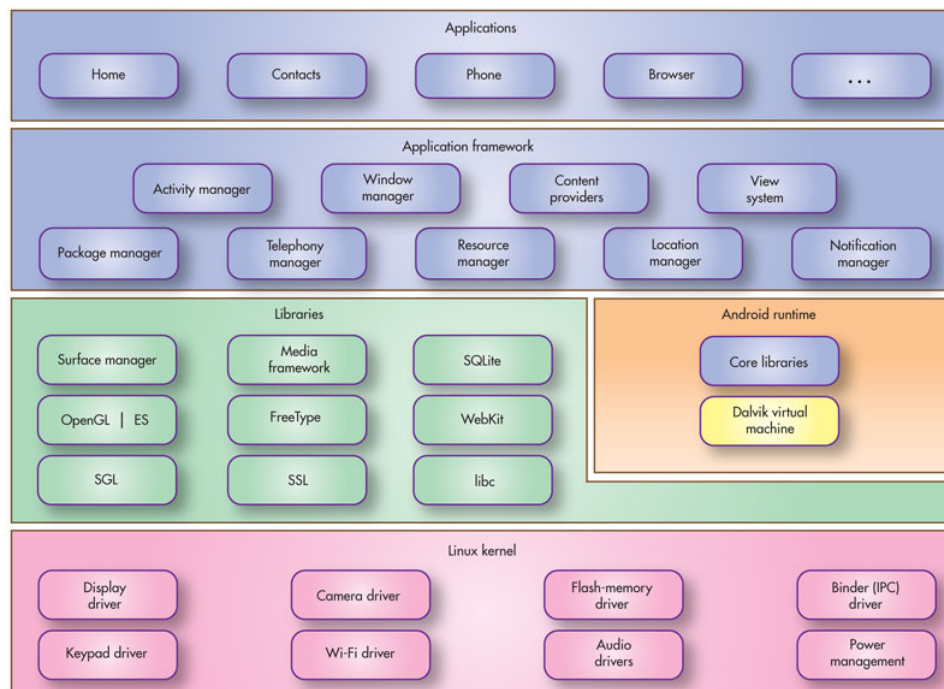 Applications
Home
Contacts
Phone
Browser
...
Application framework
Activity manager
Window
manager
Content
providers
View
system
Package manager
Telephony
manager
Resource
manager
Location
manager
Notification
manager
Libraries
Surface manager
Media
framework
SQLite
OpenGL | ES
FreeType
WebKit
SGL
SSL
libc
Android runtime
Core libraries
Dalvik virtual
machine
Linux kernel
Display
driver
Camera driver
Flash-memory
driver
Binder (IPC)
driver
Keypad driver
Wi-Fi driver
Audio
drivers
Power
management